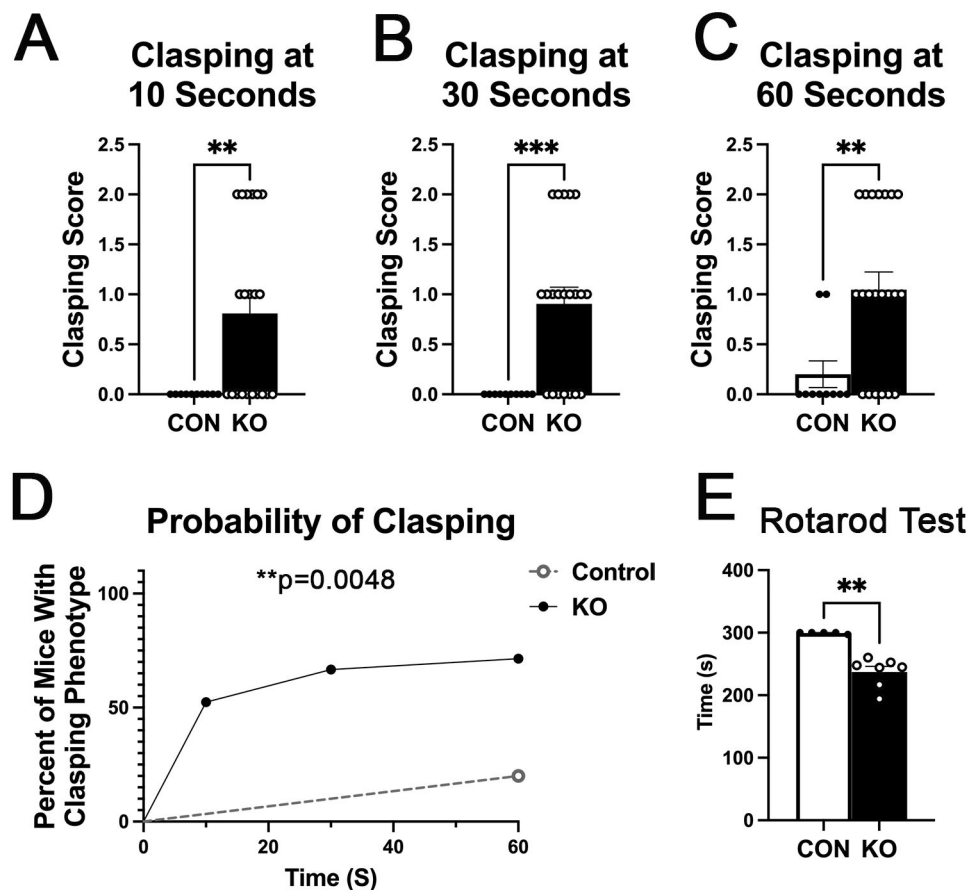 A
Clasping at
10 Seconds
**
Clasping Score
2.5
2.0
1.5
1.0
0.5
0.0
CON KO
B
Clasping at
30 Seconds
***
Clasping Score
2.5
2.0
1.5
1.0
0.5
0.0
CON KO
C
Clasping at
60 Seconds
**
Clasping Score
2.5
2.0
1.5
1.0
0.5
0.0
CON KO
D
Probability of Clasping
**p=0.0048
Control
KO
Percent of Mice With
Clasping Phenotype
100
50
0
0 20 40 60
Time (S)
E
Rotarod Test
**
Time (s)
400
300
200
100
0
CON KO